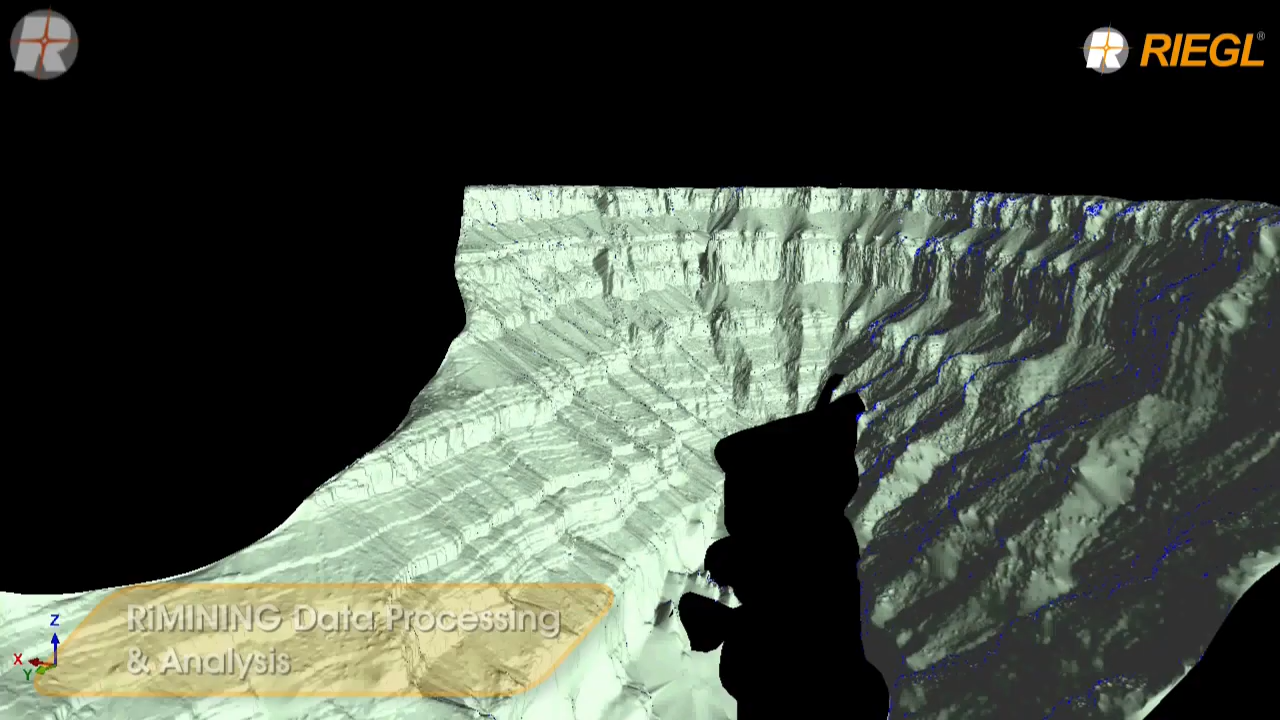 RIEGL®
RiMINING Data Processing
& Analysis
Z
X
Y